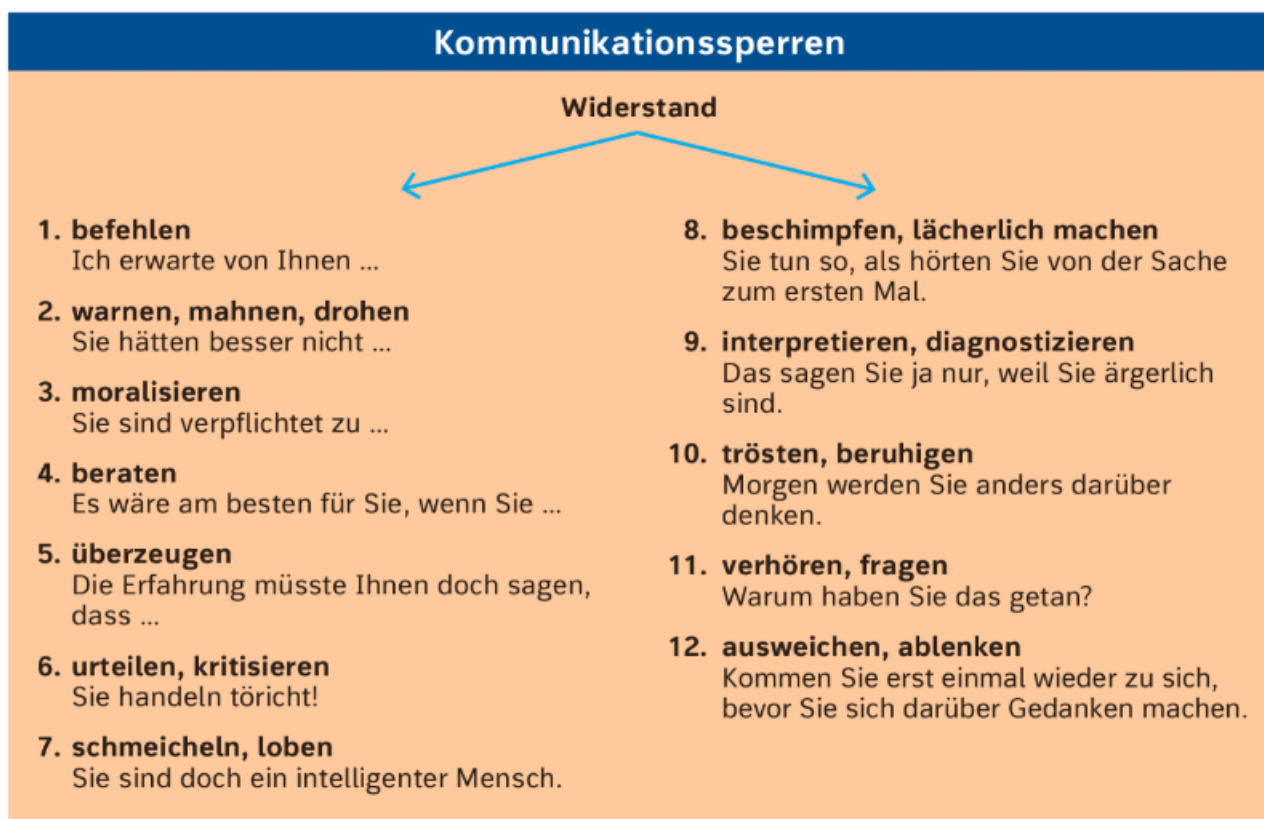 Kommunikationssperren
Widerstand
1. befehlen
Ich erwarte von Ihnen ...
2. warnen, mahnen, drohen
Sie hätten besser nicht ...
3. moralisieren
Sie sind verpflichtet zu ...
4. beraten
Es wäre am besten für Sie, wenn Sie ...
5. überzeugen
Die Erfahrung müsste Ihnen doch sagen,
dass ...
6. urteilen, kritisieren
Sie handeln töricht!
7. schmeicheln, loben
Sie sind doch ein intelligenter Mensch.
8. beschimpfen, lächerlich machen
Sie tun so, als hörten Sie von der Sache
zum ersten Mal.
9. interpretieren, diagnostizieren
Das sagen Sie ja nur, weil Sie ärgerlich
sind.
10. trösten, beruhigen
Morgen werden Sie anders darüber
denken.
11. verhören, fragen
Warum haben Sie das getan?
12. ausweichen, ablenken
Kommen Sie erst einmal wieder zu sich,
bevor Sie sich darüber Gedanken machen.